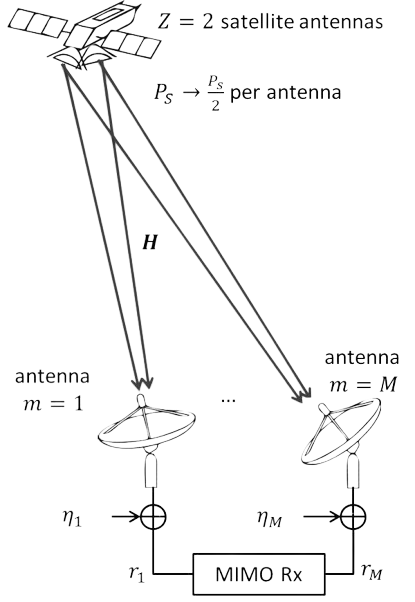 Z = 2 satellite antennas
P_S → P_S/2 per antenna
H
antenna
m = 1
...
antenna
m = M
η_1
η_M
r_1
MIMO Rx
r_M